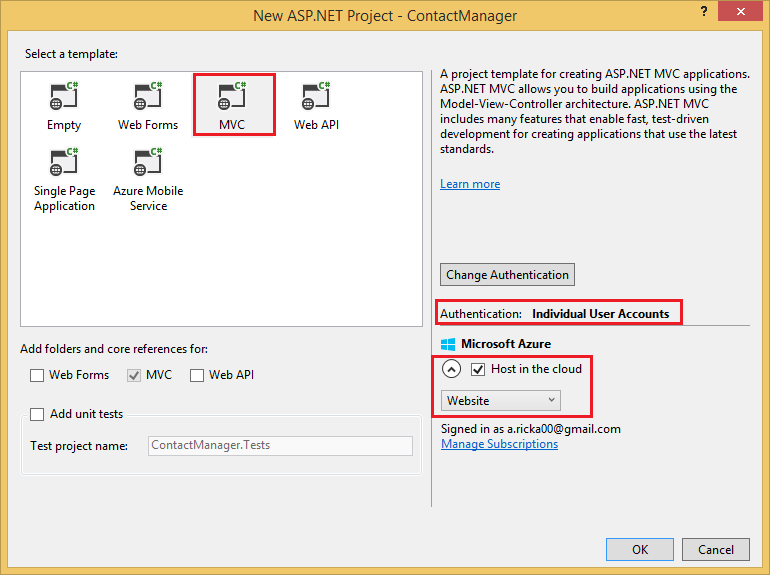 New ASP.NET Project - ContactManager
?
Select a template:
C#
Empty
C#
Web Forms
C#
MVC
C#
Web API
C#
Single Page
Application
C#
Azure Mobile
Service
A project template for creating ASP.NET MVC applications.
ASP.NET MVC allows you to build applications using the
Model-View-Controller architecture. ASP.NET MVC
includes many features that enable fast, test-driven
development for creating applications that use the latest
standards.
Learn more
Change Authentication
Authentication: Individual User Accounts
Microsoft Azure
Host in the cloud
Website
Signed in as a.ricka00@gmail.com
Manage Subscriptions
Add folders and core references for:
Web Forms
MVC
Web API
Add unit tests
Test project name:
ContactManager.Tests
OK
Cancel